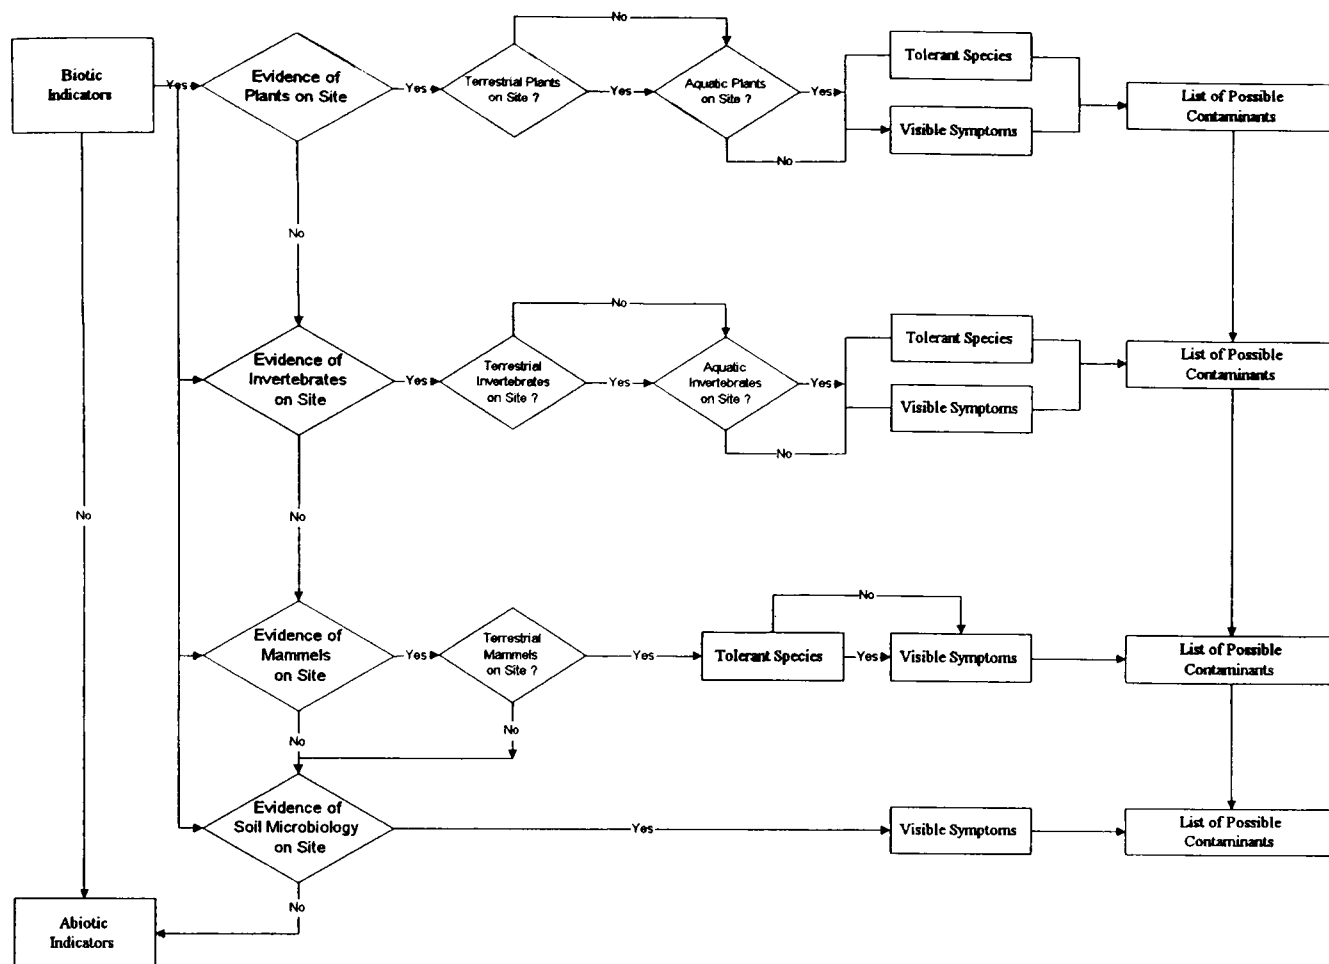 No
Biotic
Indicators
Yes
Evidence of
Plants on Site
Yes
Terrestrial Plants
on Site ?
Yes
Aquatic Plants
on Site ?
Yes
Tolerant Species
Visible Symptoms
List of Possible
Contaminants
No
No
No
Evidence of
Invertebrates
on Site
Yes
Terrestrial
Invertebrates
on Site ?
Yes
Aquatic
Invertebrates
on Site ?
Yes
Tolerant Species
Visible Symptoms
List of Possible
Contaminants
No
No
No
No
Evidence of
Mammels
on Site
Yes
Terrestrial
Mammels
on Site ?
Yes
Tolerant Species
Yes
Visible Symptoms
List of Possible
Contaminants
No
No
Evidence of
Soil Microbiology
on Site
Yes
Visible Symptoms
List of Possible
Contaminants
No
Abiotic
Indicators